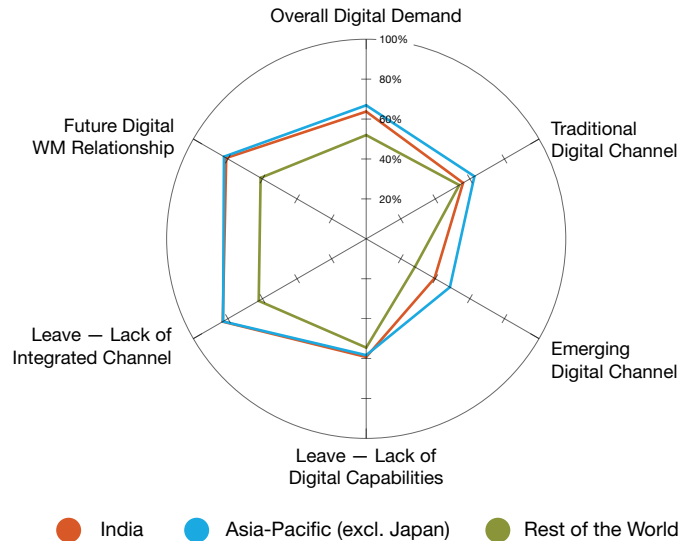 Overall Digital Demand
100%
80%
60%
40%
20%
Future Digital
WM Relationship
Traditional
Digital Channel
Leave — Lack of
Integrated Channel
Emerging
Digital Channel
Leave — Lack of
Digital Capabilities
India
Asia-Pacific (excl. Japan)
Rest of the World